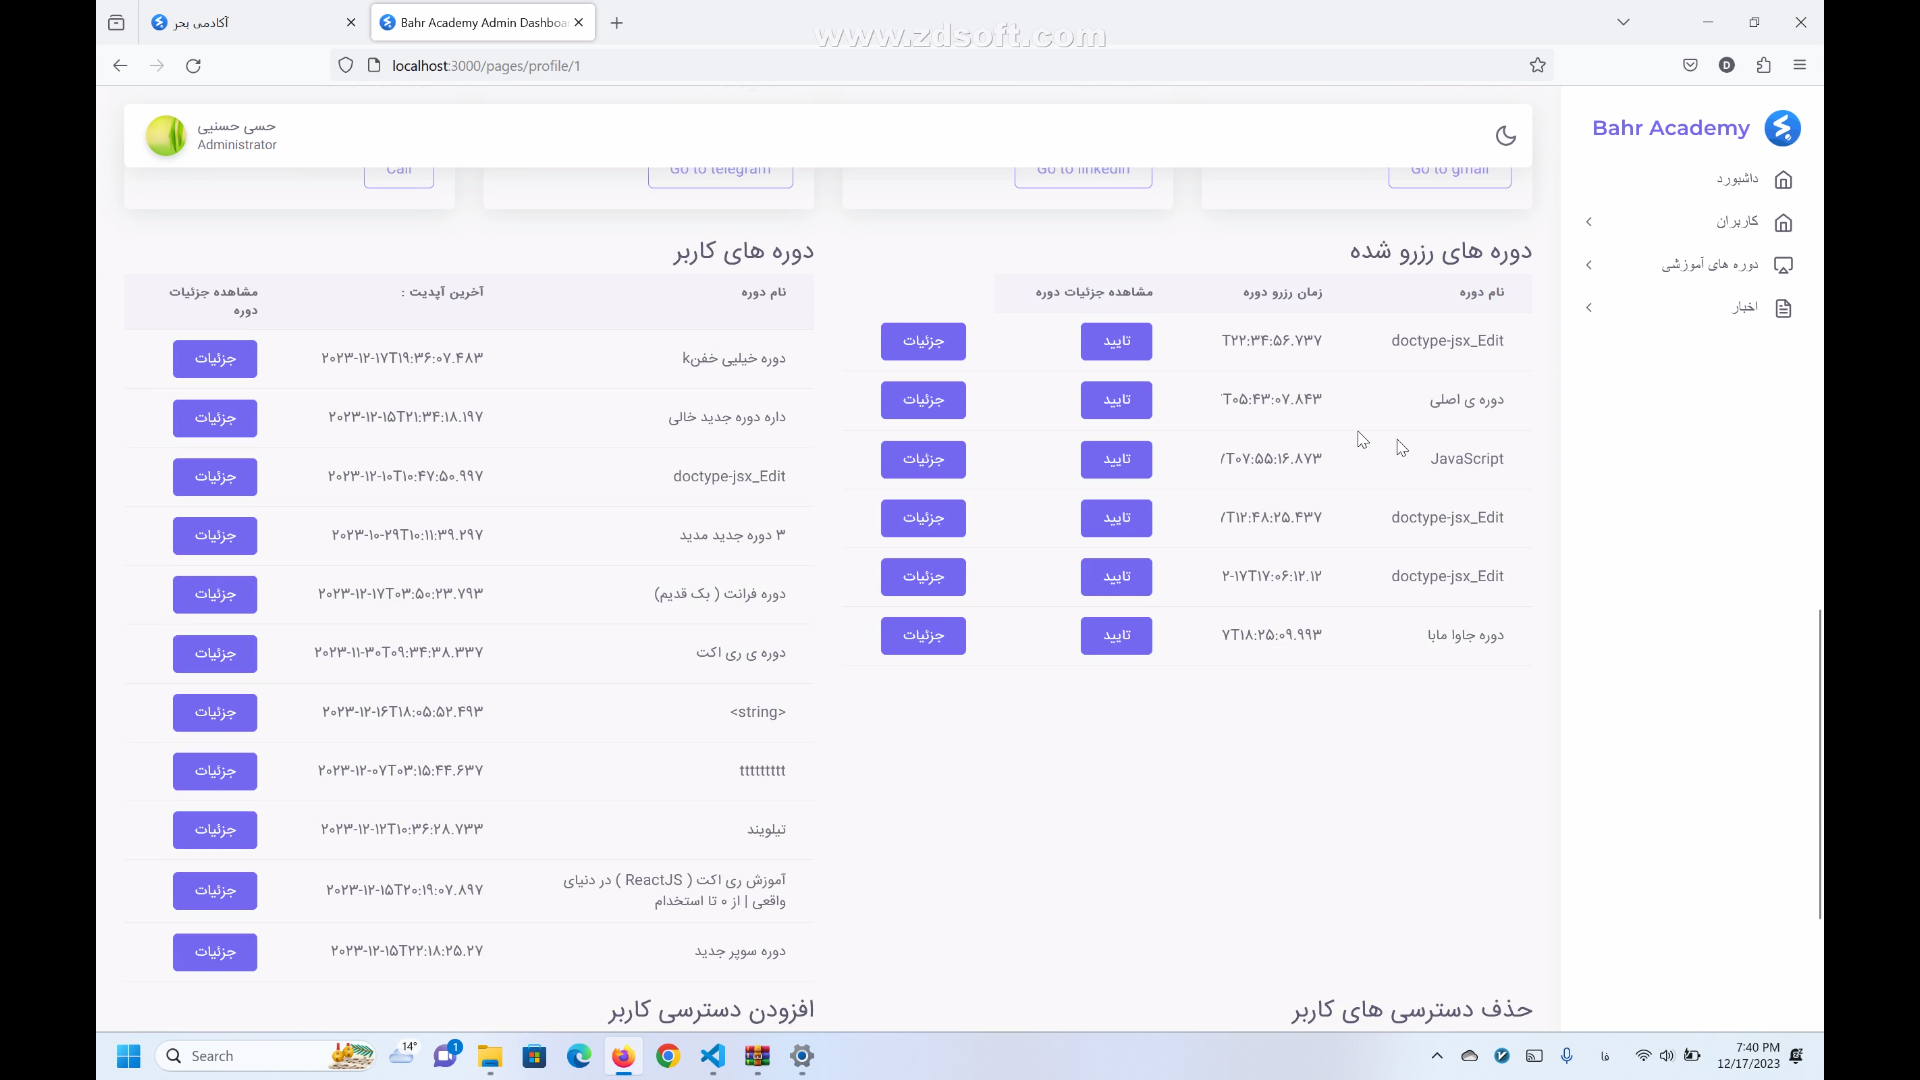 آکادمی بحر
Bahr Academy Admin Dashboa
www.zdsoft.com
localhost:3000/pages/profile/1
D
حسی حسنیی
Administrator
Bahr Academy
داشبورد
کاربران
دوره های آموزشی
اخبار
Call
Go to telegram
Go to linkedin
Go to gmail
دوره های رزرو شده
نام دوره
زمان رزرو دوره
مشاهده جزئیات دوره
doctype-jsx_Edit
T۲۲:۳۴:۵۶.۷۳۷
تایید
جزئیات
دوره ی اصلی
T۰۵:۴۳:۰۷.۸۴۳
تایید
جزئیات
JavaScript
۷T۰۷:۵۵:۱۶.۸۷۳
تایید
جزئیات
doctype-jsx_Edit
۷T۱۲:۴۸:۲۵.۴۳۷
تایید
جزئیات
doctype-jsx_Edit
۲-۱۷T۱۷:۰۶:۱۲.۱۲
تایید
جزئیات
دوره جاوا مابا
۷T۱۸:۲۵:۰۹.۹۹۳
تایید
جزئیات
دوره های کاربر
نام دوره
آخرین آپدیت :
مشاهده جزئیات
دوره
دوره خیلیی خفنk
۲۰۲۳-۱۲-۱۷T۱۹:۳۶:۰۷.۴۸۳
جزئیات
داره دوره جدید خالی
۲۰۲۳-۱۲-۱۵T۲۱:۳۴:۱۸.۱۹۷
جزئیات
doctype-jsx_Edit
۲۰۲۳-۱۲-۱۰T۱۰:۴۷:۵۰.۹۹۷
جزئیات
۳ دوره جدید مدید
۲۰۲۳-۱۰-۲۹T۱۰:۱۱:۳۹.۲۹۷
جزئیات
دوره فرانت ( بک قدیم)
۲۰۲۳-۱۲-۱۷T۰۳:۵۰:۲۳.۷۹۳
جزئیات
دوره ی ری اکت
۲۰۲۳-۱۱-۳۰T۰۹:۳۴:۳۸.۳۳۷
جزئیات
<string>
۲۰۲۳-۱۲-۱۶T۱۸:۰۵:۵۲.۴۹۳
جزئیات
ttttttttt
۲۰۲۳-۱۲-۰۷T۰۳:۱۵:۴۴.۶۳۷
جزئیات
تیلویند
۲۰۲۳-۱۲-۱۲T۱۰:۳۶:۲۸.۷۳۳
جزئیات
آموزش ری اکت ( ReactJS ) در دنیای
واقعی | از ۰ تا استخدام
۲۰۲۳-۱۲-۱۵T۲۰:۱۹:۰۷.۸۹۷
جزئیات
دوره سوپر جدید
۲۰۲۳-۱۲-۱۵T۲۲:۱۸:۲۵.۲۷
جزئیات
حذف دسترسی های کاربر
افزودن دسترسی کاربر
Search
14°
1
فا
7:40 PM
12/17/2023